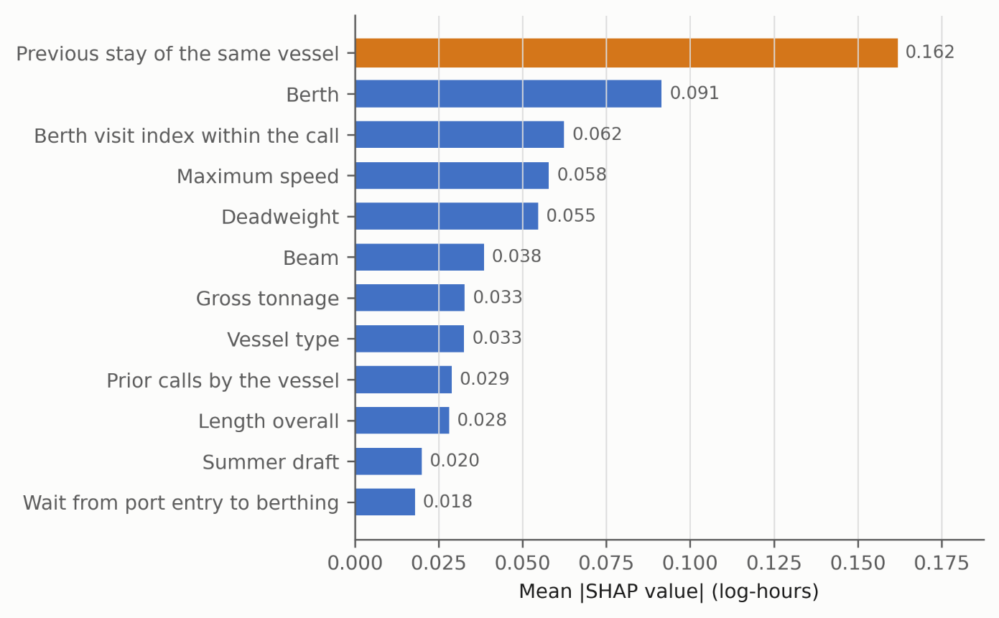 Previous stay of the same vessel 0.162
Berth 0.091
Berth visit index within the call 0.062
Maximum speed 0.058
Deadweight 0.055
Beam 0.038
Gross tonnage 0.033
Vessel type 0.033
Prior calls by the vessel 0.029
Length overall 0.028
Summer draft 0.020
Wait from port entry to berthing 0.018
0.000 0.025 0.050 0.075 0.100 0.125 0.150 0.175
Mean |SHAP value| (log-hours)